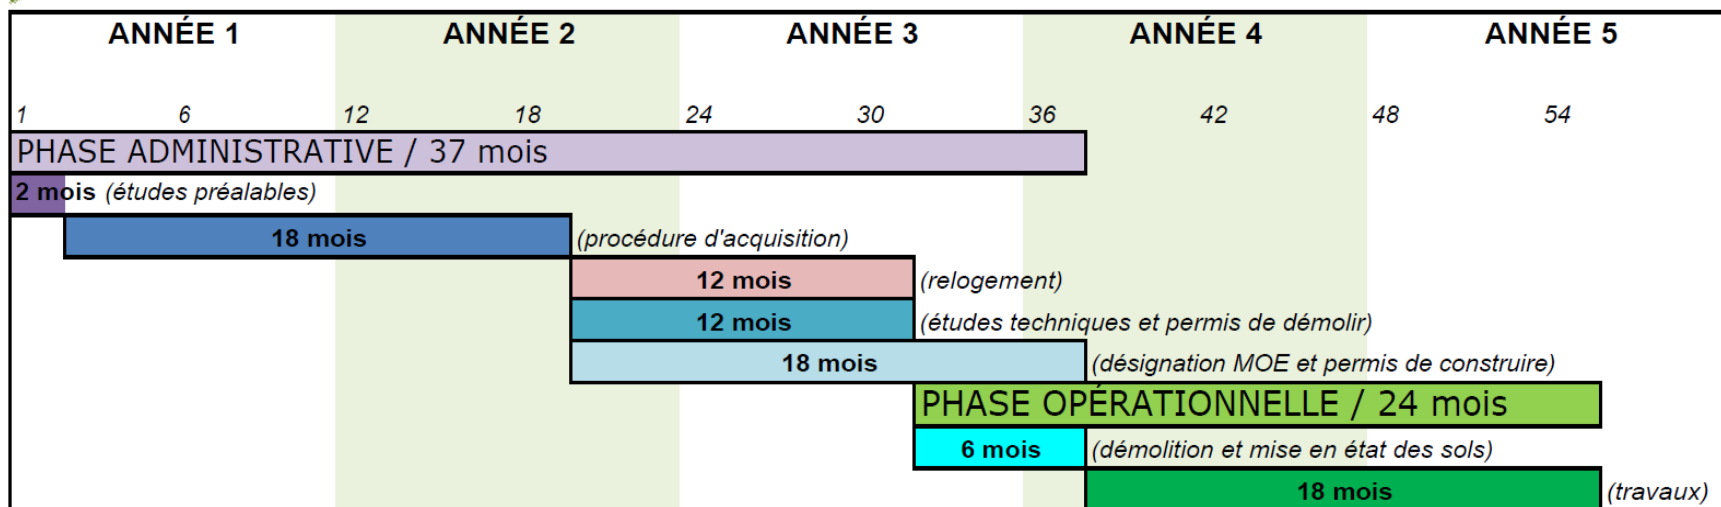 ANNÉE 1 ANNÉE 2 ANNÉE 3 ANNÉE 4 ANNÉE 5
1 6 12 18 24 30 36 42 48 54
PHASE ADMINISTRATIVE / 37 mois
2 mois (études préalables)
18 mois (procédure d'acquisition)
12 mois (relogement)
12 mois (études techniques et permis de démolir)
18 mois (désignation MOE et permis de construire)
PHASE OPÉRATIONNELLE / 24 mois
6 mois (démolition et mise en état des sols)
18 mois (travaux)